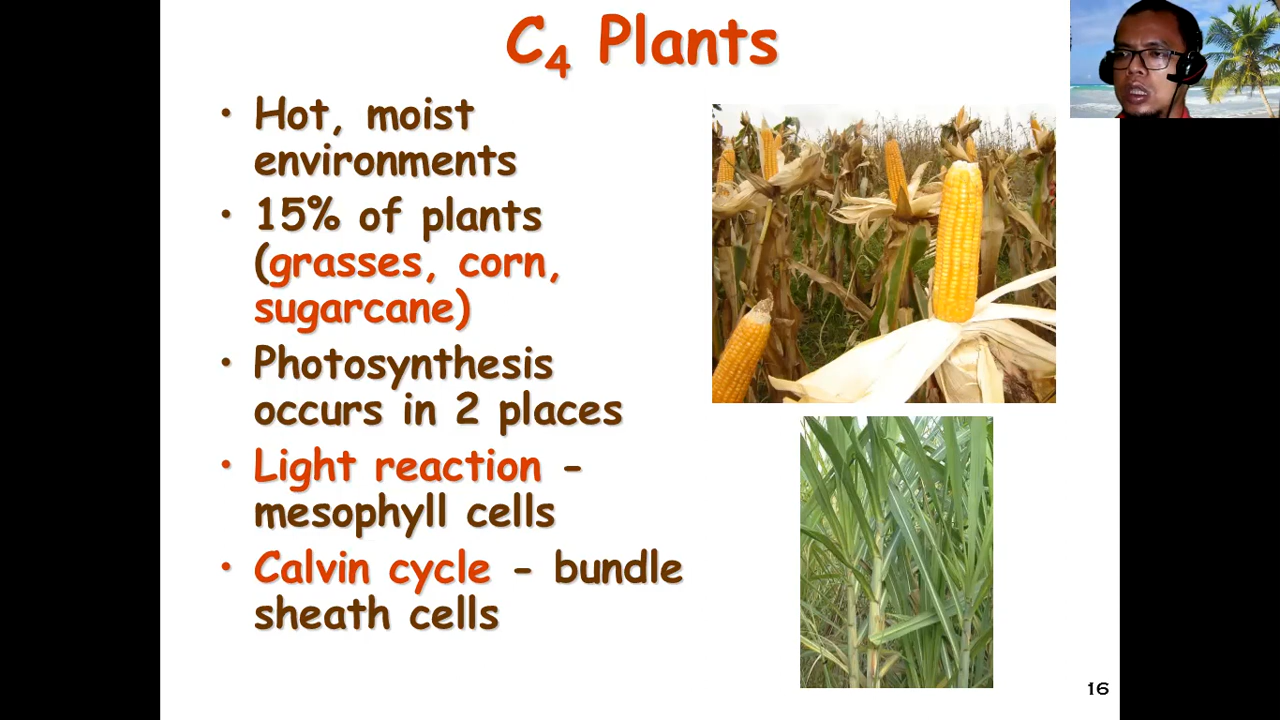 C₄ Plants
• Hot, moist
environments
• 15% of plants
(grasses, corn,
sugarcane)
• Photosynthesis
occurs in 2 places
• Light reaction -
mesophyll cells
• Calvin cycle - bundle
sheath cells
16